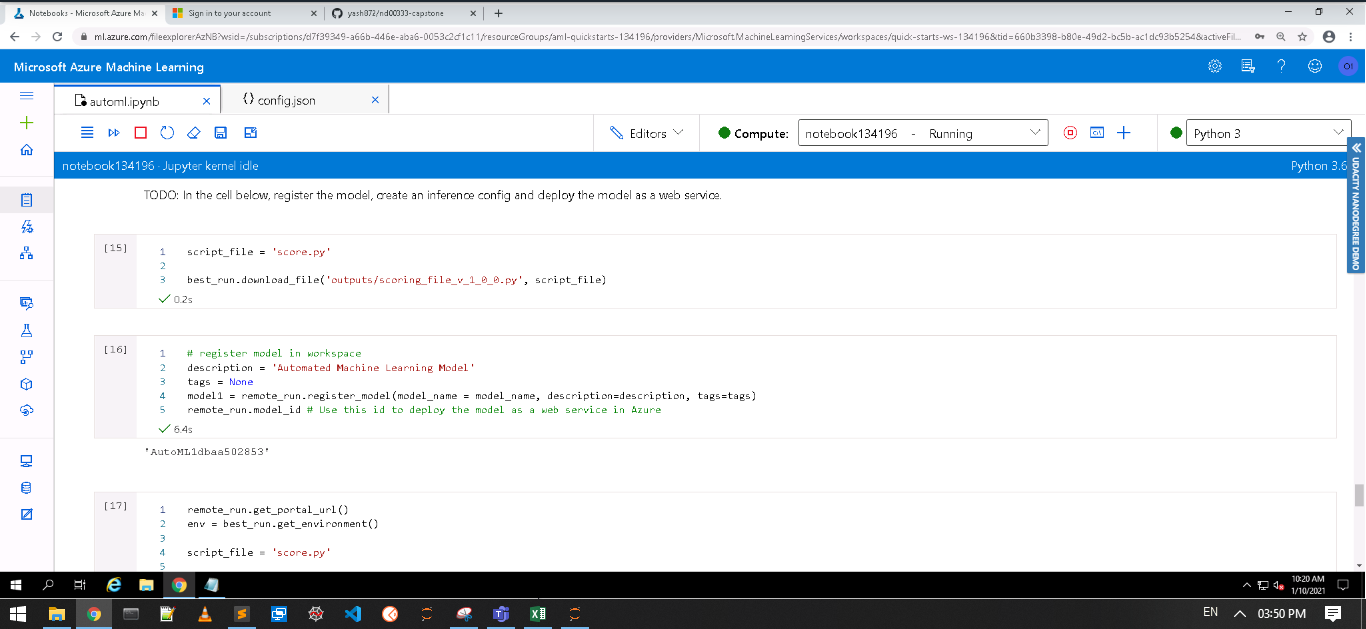 Notebooks - Microsoft Azure Ma
Sign in to your account
yash872/nd00333-capstone
ml.azure.com/fileexplorerAzNB?wsid=/subscriptions/d7f39349-a66b-446e-aba6-0053c2cf1c11/resourceGroups/aml-quickstarts-134196/providers/Microsoft.MachineLearningServices/workspaces/quick-starts-ws-134196&tid=660b3398-b80e-49d2-bc5b-ac1dc93b5254&activeFil...
Microsoft Azure Machine Learning
automl.ipynb
{} config.json
Editors
Compute:
notebook134196 - Running
Python 3
notebook134196 · Jupyter kernel idle
Python 3.6
UDACITY NANODEGREE DEMO
TODO: In the cell below, register the model, create an inference config and deploy the model as a web service.
[15]
1 script_file = 'score.py'
2
3 best_run.download_file('outputs/scoring_file_v_1_0_0.py', script_file)
0.2s
[16]
1 # register model in workspace
2 description = 'Automated Machine Learning Model'
3 tags = None
4 model1 = remote_run.register_model(model_name = model_name, description=description, tags=tags)
5 remote_run.model_id # Use this id to deploy the model as a web service in Azure
6.4s
'AutoML1dbaa502853'
[17]
1 remote_run.get_portal_url()
2 env = best_run.get_environment()
3
4 script_file = 'score.py'
5
10:20 AM
1/10/2021
EN
03:50 PM